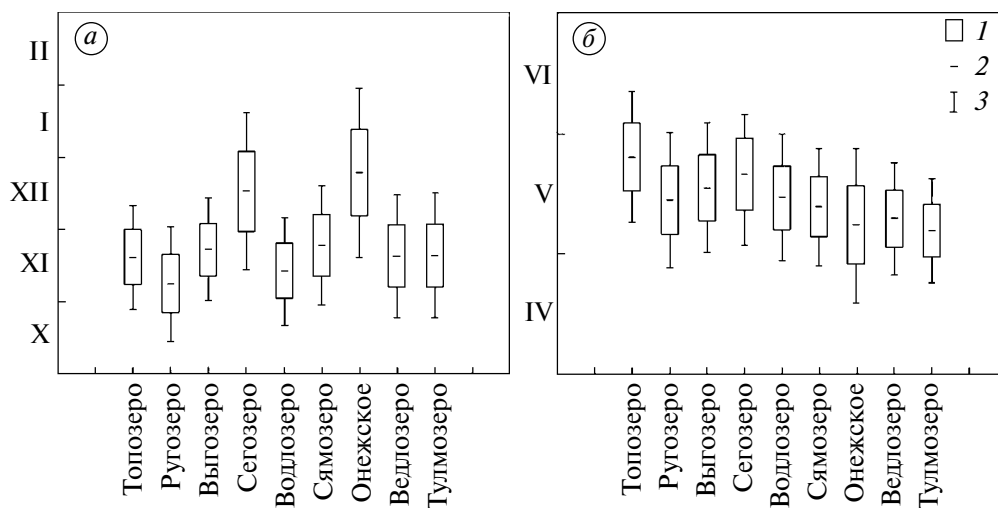 а
II
I
XII
XI
X
Топозеро
Ругозеро
Выгозеро
Сегозеро
Водлозеро
Сямозеро
Онежское
Ведлозеро
Тулмозеро
б
VI
V
IV
1
2
3
Топозеро
Ругозеро
Выгозеро
Сегозеро
Водлозеро
Сямозеро
Онежское
Ведлозеро
Тулмозеро